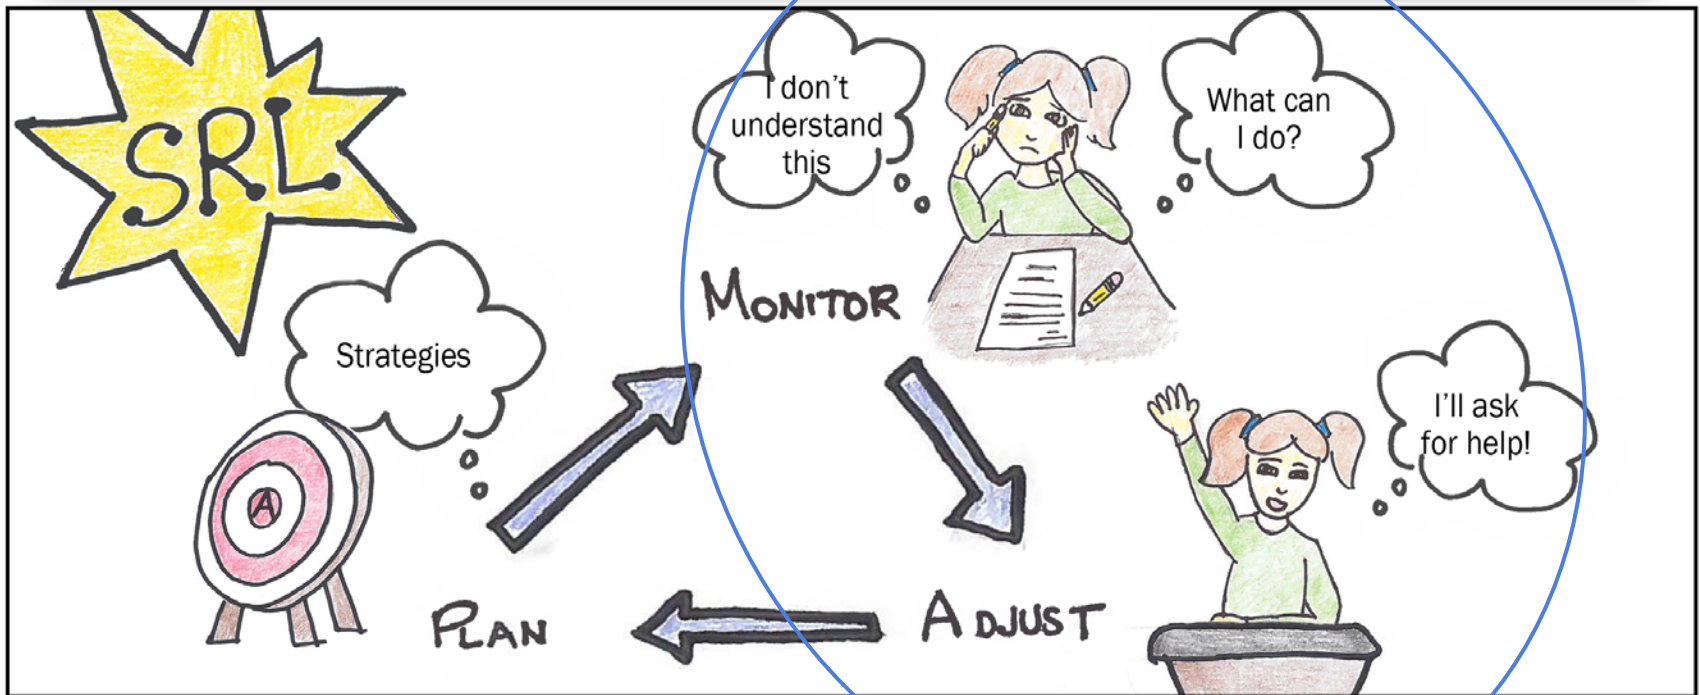 SRL
I don't
understand
this
What can
I do?
MONITOR
Strategies
I'll ask
for help!
A
PLAN
ADJUST